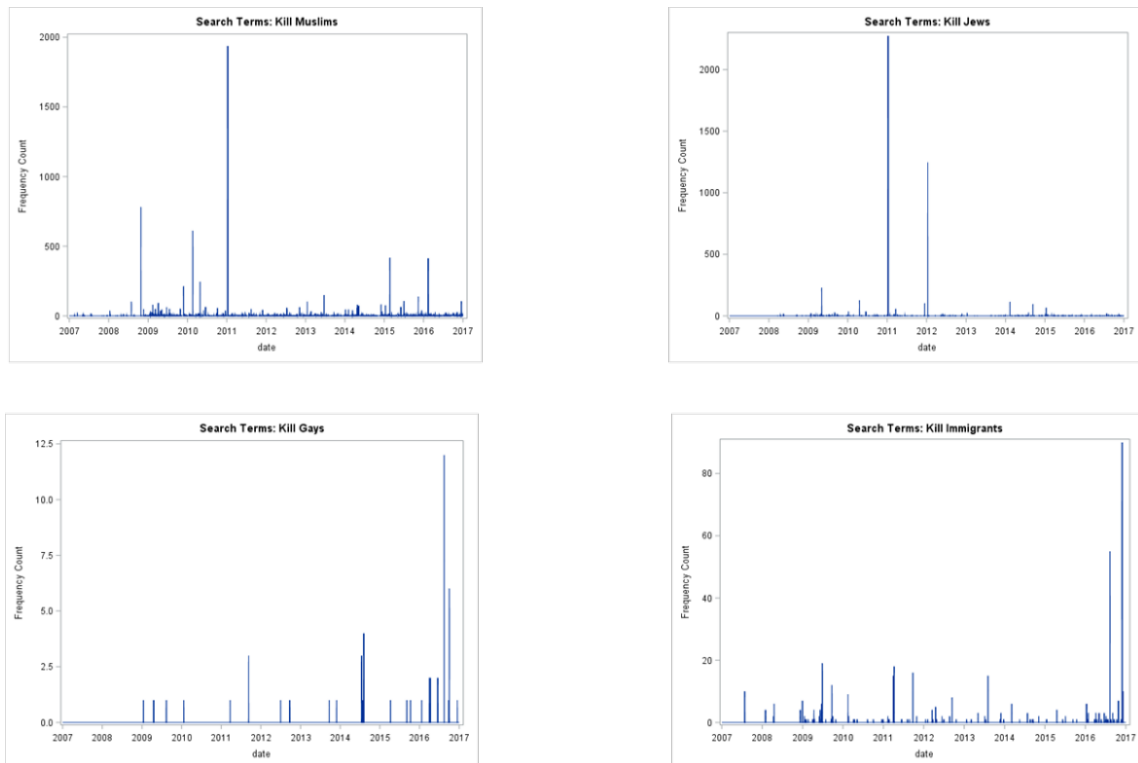 Search Terms: Kill Muslims
2000
1500
1000
500
0
Frequency Count
2007 2008 2009 2010 2011 2012 2013 2014 2015 2016 2017
date
Search Terms: Kill Jews
2000
1500
1000
500
0
Frequency Count
2007 2008 2009 2010 2011 2012 2013 2014 2015 2016 2017
date
Search Terms: Kill Gays
12.5
10.0
7.5
5.0
2.5
0.0
Frequency Count
2007 2008 2009 2010 2011 2012 2013 2014 2015 2016 2017
date
Search Terms: Kill Immigrants
80
60
40
20
0
Frequency Count
2007 2008 2009 2010 2011 2012 2013 2014 2015 2016 2017
date